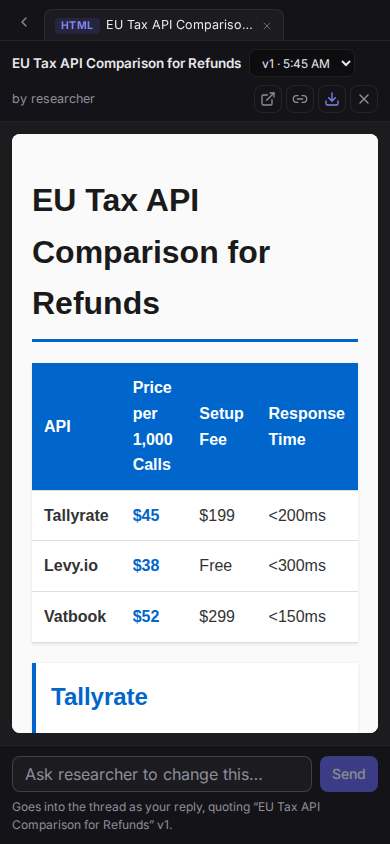 HTML EU Tax API Compariso...
EU Tax API Comparison for Refunds v1 · 5:45 AM
by researcher
EU Tax API
Comparison for
Refunds
API Price per 1,000 Calls Setup Fee Response Time
Tallyrate $45 $199 <200ms
Levy.io $38 Free <300ms
Vatbook $52 $299 <150ms
Tallyrate
Ask researcher to change this... Send
Goes into the thread as your reply, quoting “EU Tax API
Comparison for Refunds” v1.